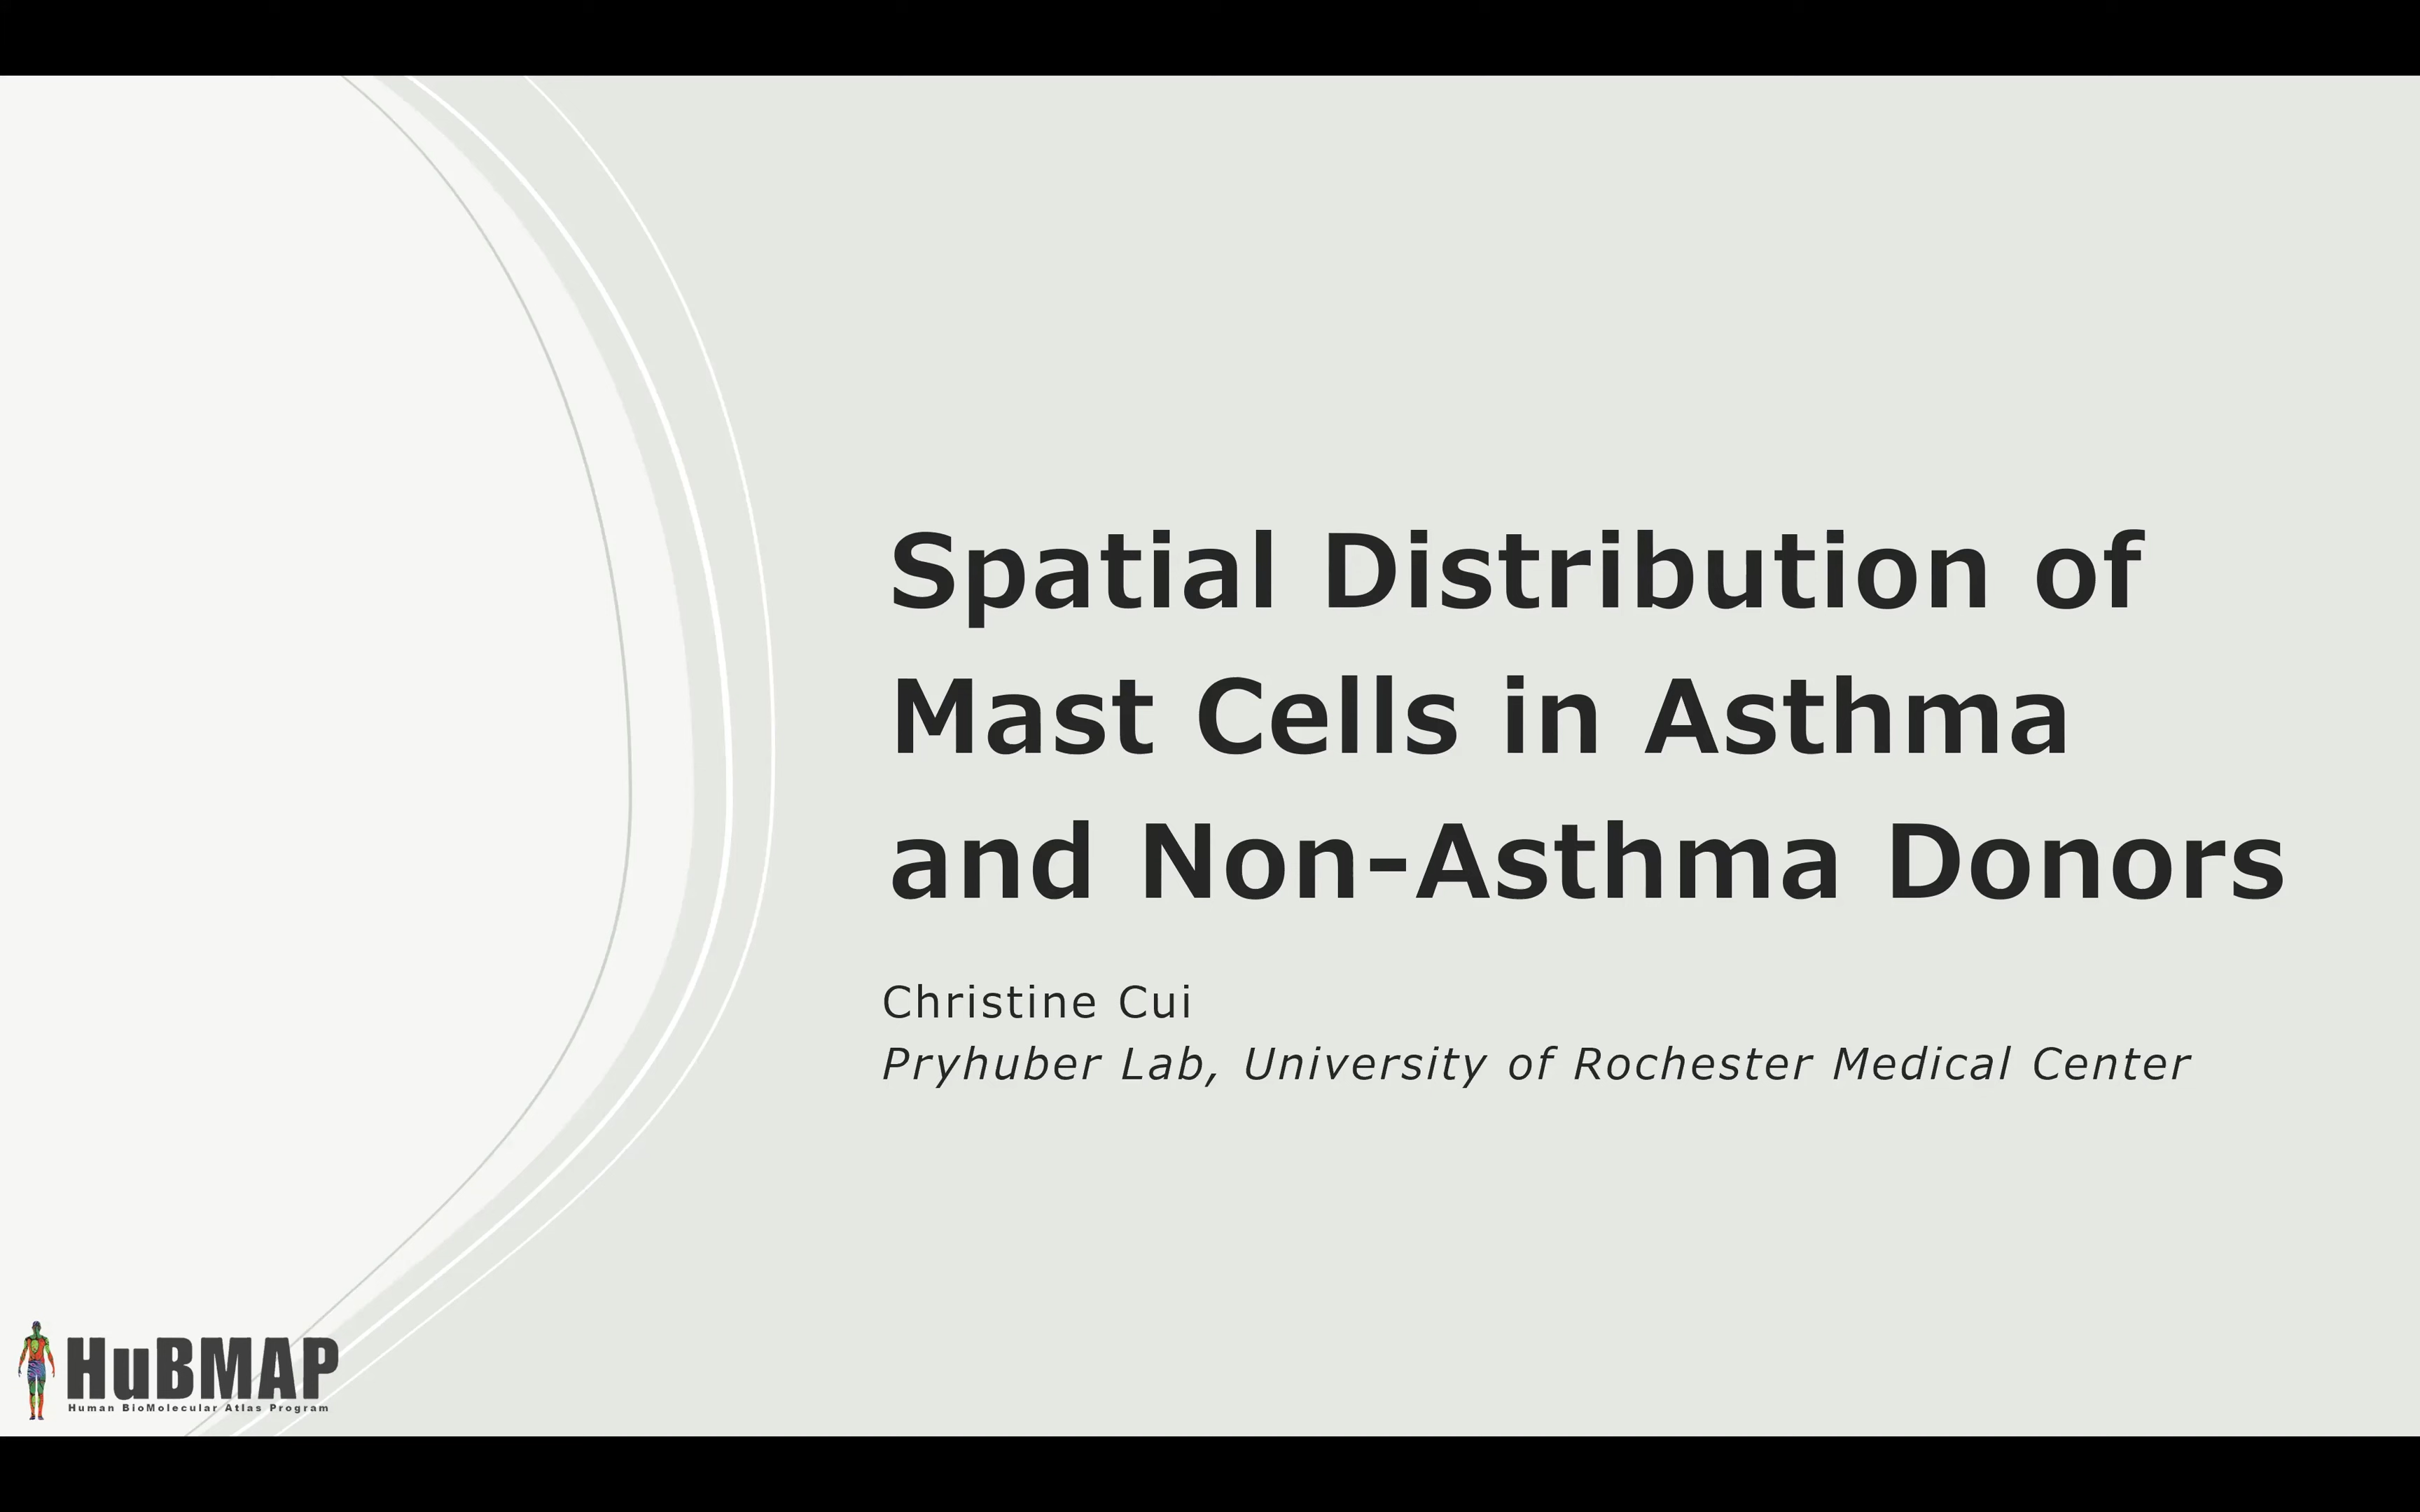 Spatial Distribution of
Mast Cells in Asthma
and Non-Asthma Donors
Christine Cui
Pryhuber Lab, University of Rochester Medical Center
HuBMAP
Human BioMolecular Atlas Program